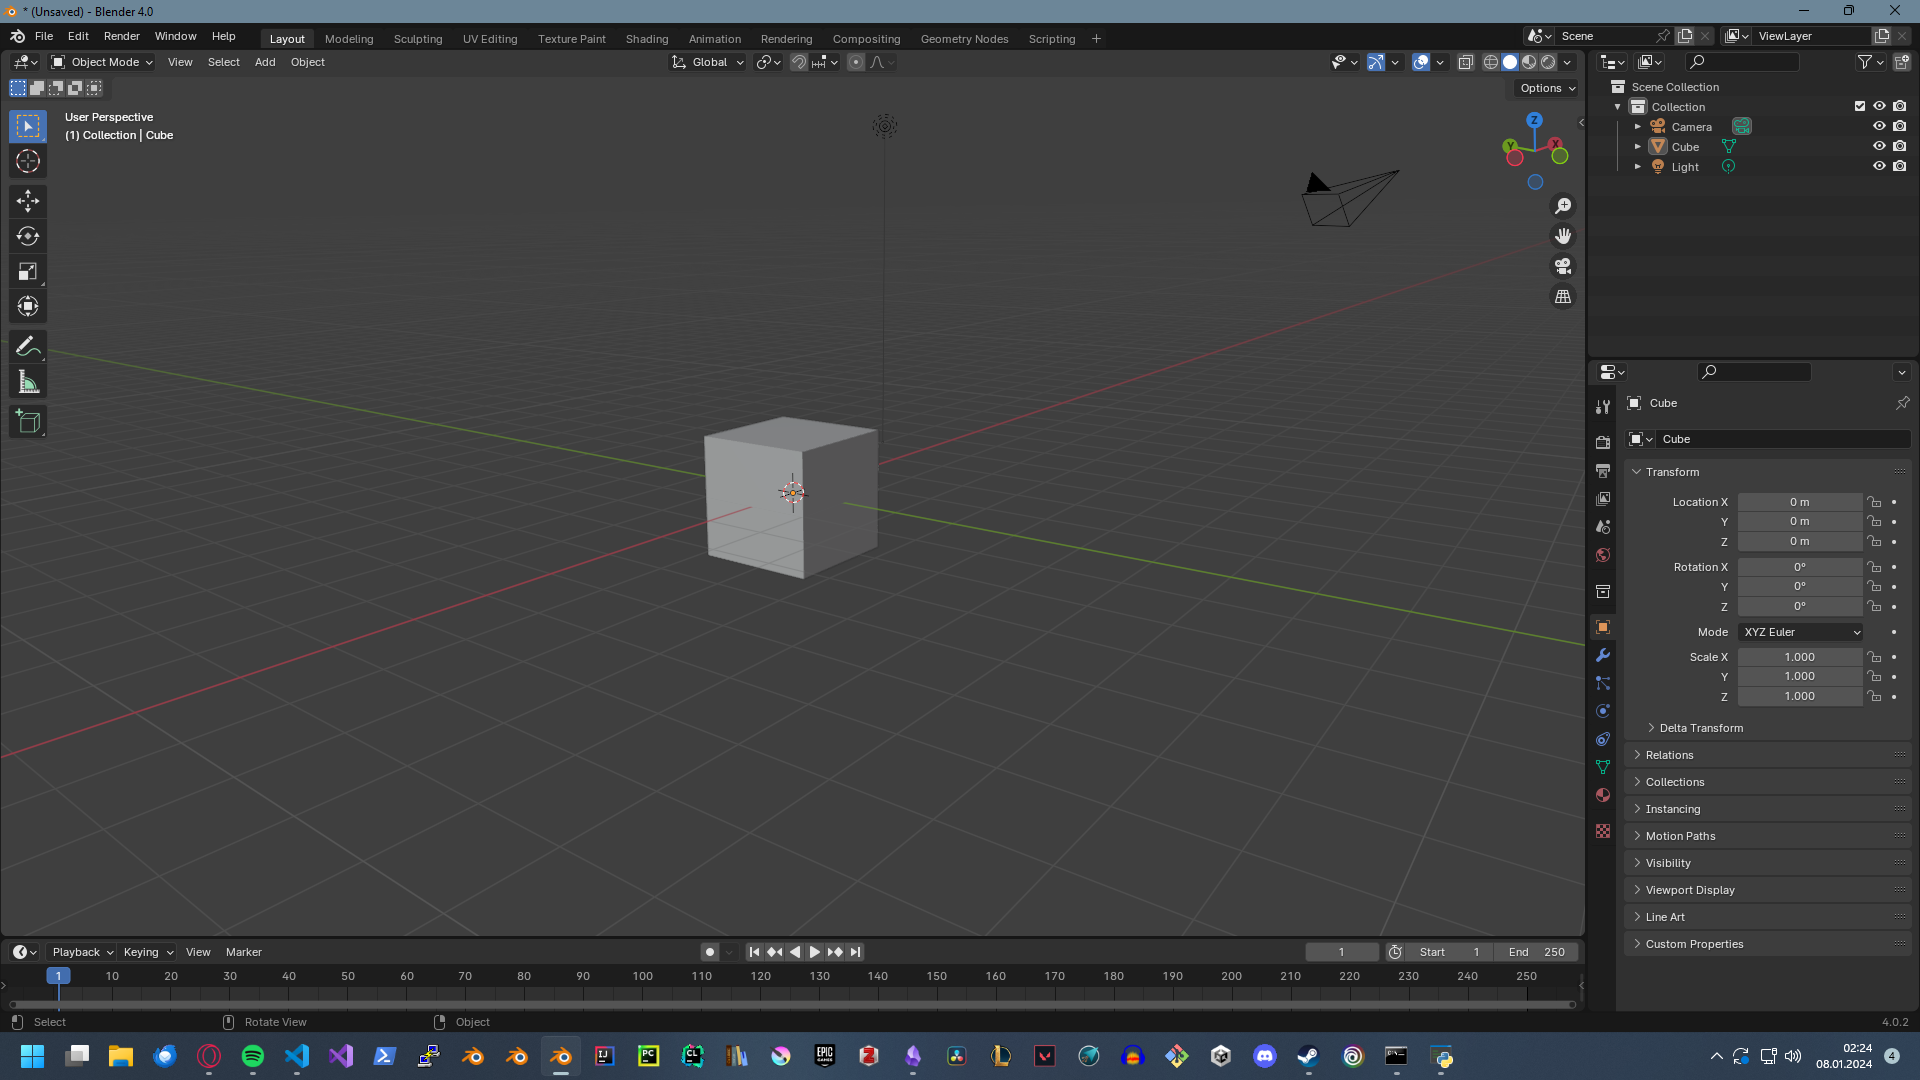 * (Unsaved) - Blender 4.0
File Edit Render Window Help
Layout Modeling Sculpting UV Editing Texture Paint Shading Animation Rendering Compositing Geometry Nodes Scripting +
Scene
ViewLayer
Object Mode View Select Add Object
Global
Options
User Perspective
(1) Collection | Cube
Z
Y
X
Scene Collection
Collection
Camera
Cube
Light
Cube
Cube
Transform
Location X 0 m
Y 0 m
Z 0 m
Rotation X 0°
Y 0°
Z 0°
Mode XYZ Euler
Scale X 1.000
Y 1.000
Z 1.000
Delta Transform
Relations
Collections
Instancing
Motion Paths
Visibility
Viewport Display
Line Art
Custom Properties
Playback Keying View Marker
1
Start 1
End 250
1 10 20 30 40 50 60 70 80 90 100 110 120 130 140 150 160 170 180 190 200 210 220 230 240 250
Select
Rotate View
Object
4.0.2
IJ
PC
CL
EPIC
GAMES
02:24
08.01.2024
4